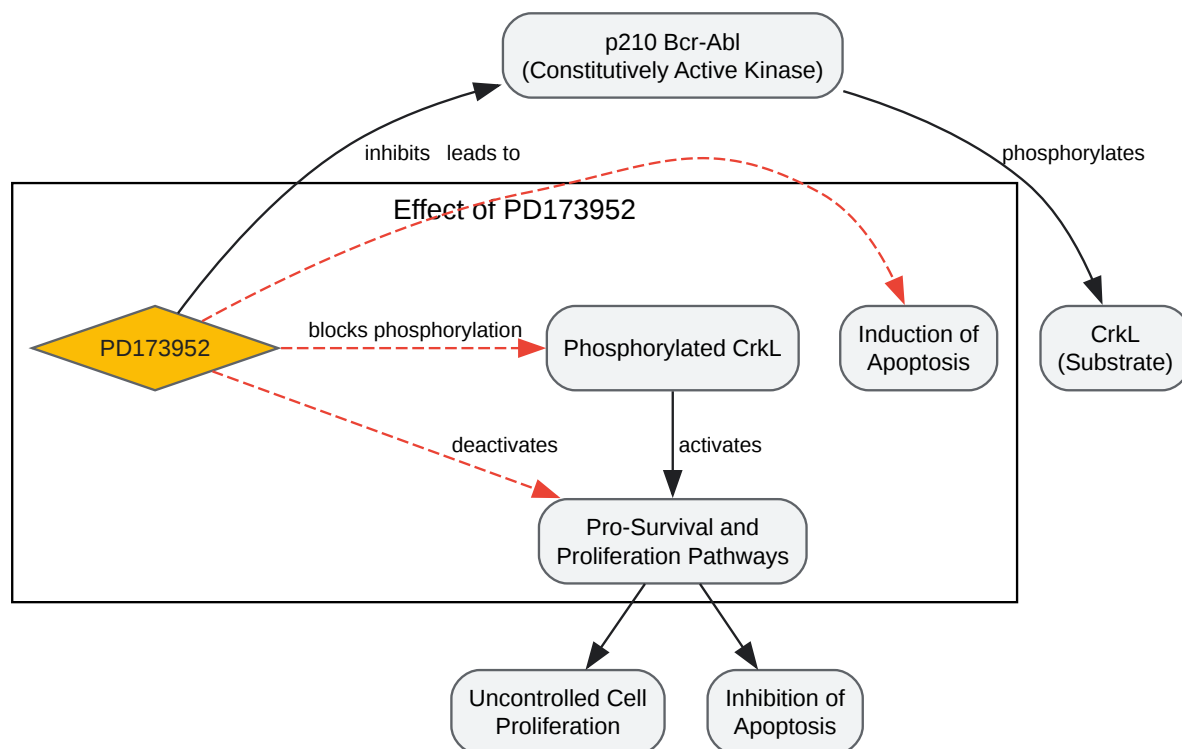 p210 Bcr-Abl
(Constitutively Active Kinase)
inhibits
leads to
phosphorylates
Effect of PD173952
PD173952
blocks phosphorylation
Phosphorylated CrkL
Induction of
Apoptosis
CrkL
(Substrate)
deactivates
activates
Pro-Survival and
Proliferation Pathways
Uncontrolled Cell
Proliferation
Inhibition of
Apoptosis